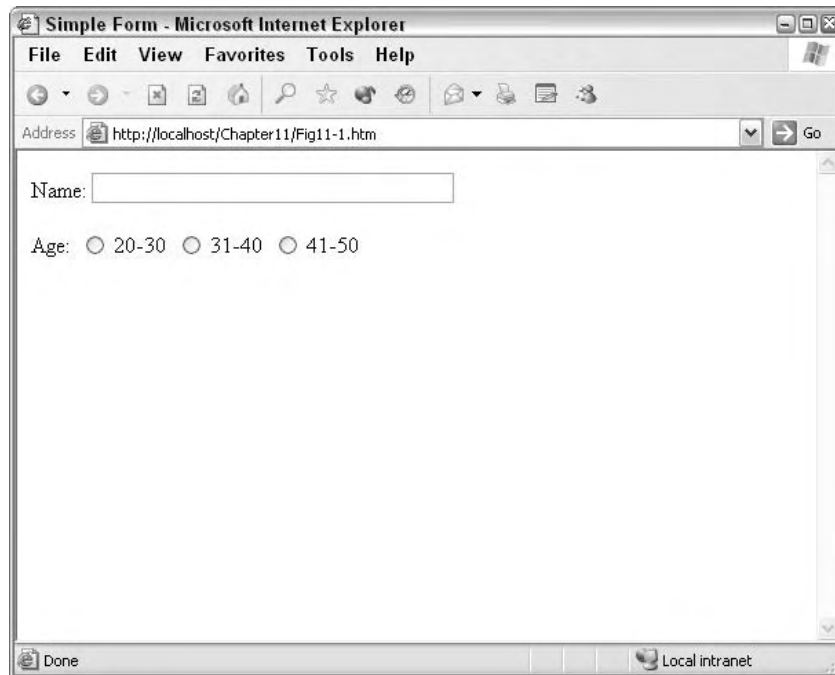 Simple Form - Microsoft Internet Explorer
File Edit View Favorites Tools Help
Address http://localhost/Chapter11/Fig11-1.htm Go
Name:
Age: 20-30 31-40 41-50
Done Local intranet